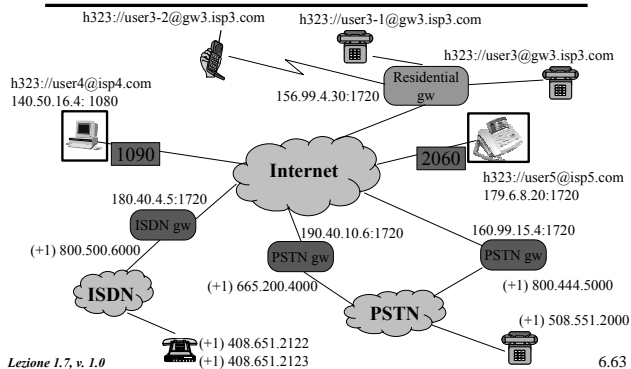 h323://user3-2@gw3.isp3.com
h323://user3-1@gw3.isp3.com
h323://user3@gw3.isp3.com
h323://user4@isp4.com
140.50.16.4: 1080
156.99.4.30:1720
Residential
gw
1090
Internet
2060
h323://user5@isp5.com
179.6.8.20:1720
180.40.4.5:1720
ISDN gw
190.40.10.6:1720
160.99.15.4:1720
(+1) 800.500.6000
PSTN gw
PSTN gw
(+1) 665.200.4000
(+1) 800.444.5000
ISDN
PSTN
(+1) 508.551.2000
(+1) 408.651.2122
(+1) 408.651.2123
Lezione 1.7, v. 1.0
6.63